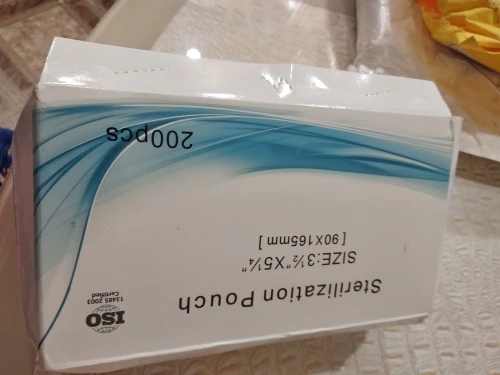 Sterilization Pouch
SIZE:3½"X5¼"
[ 90X165mm ]
200pcs
ISO
13485:2003
Certified